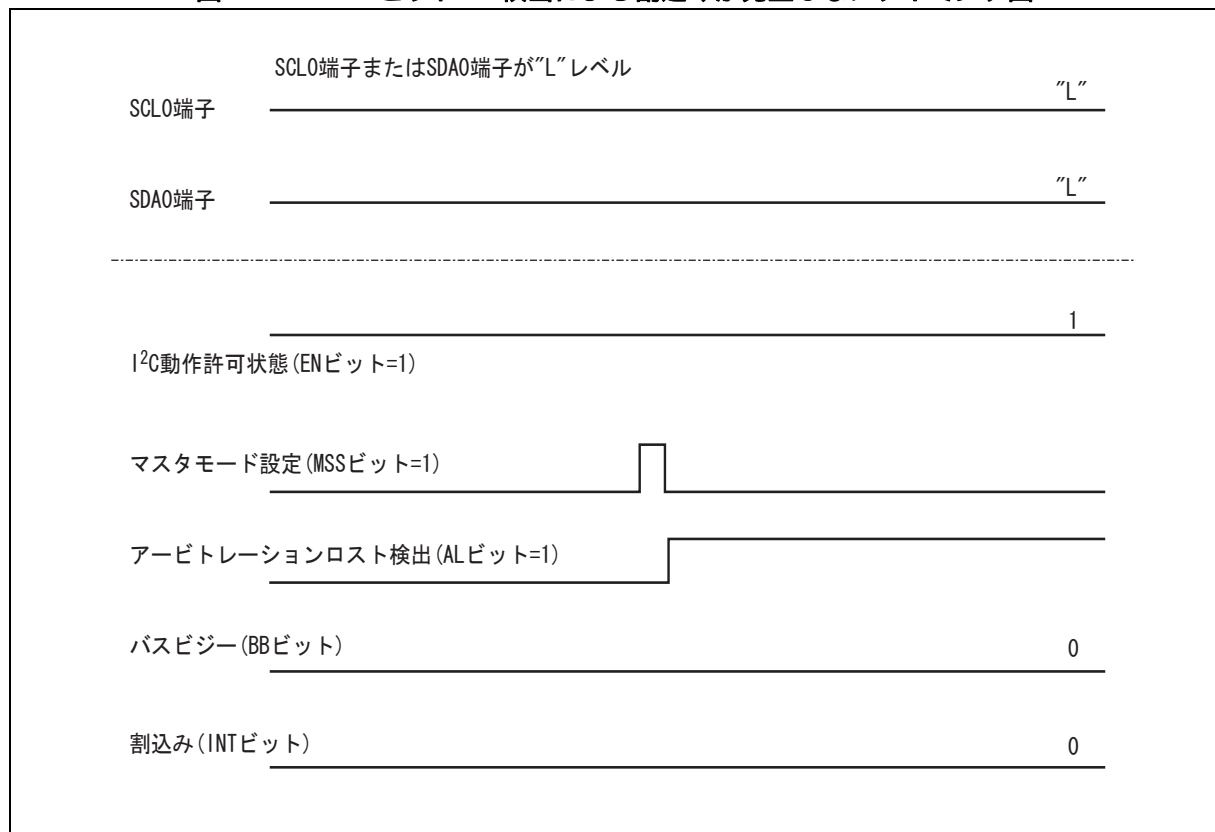 SCL0端子またはSDA0端子が"L"レベル
"L"
SCL0端子
"L"
SDA0端子
1
I²C動作許可状態(ENビット=1)
マスタモード設定(MSSビット=1)
アービトレーションロスト検出(ALビット=1)
バスビジー(BBビット)
0
割込み(INTビット)
0